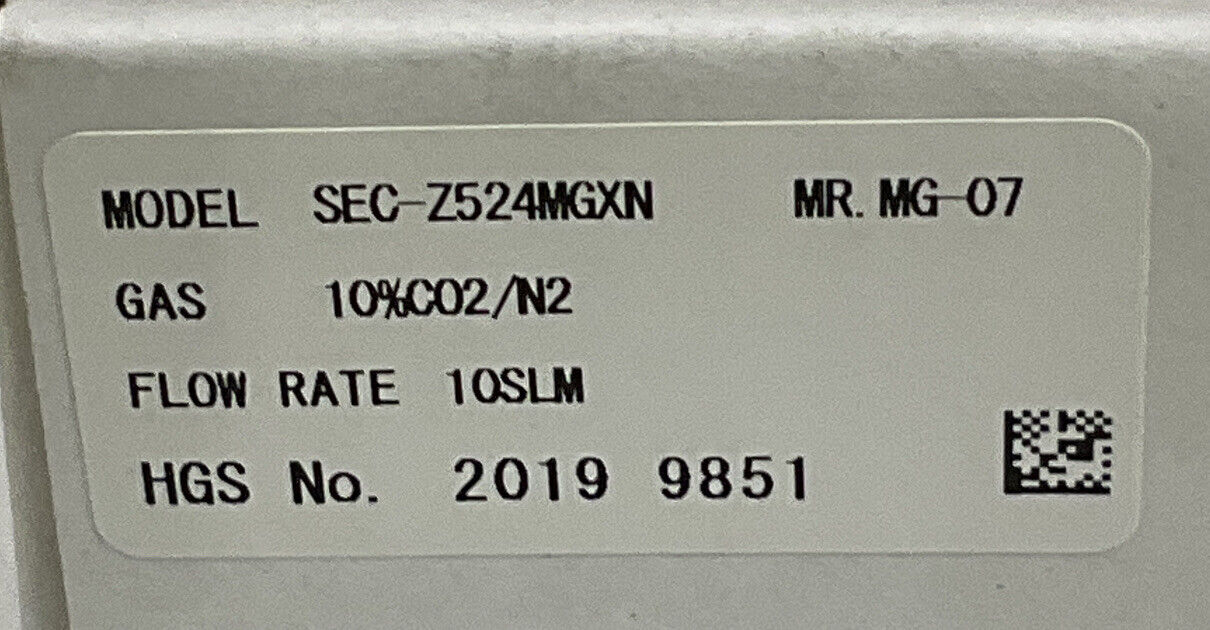 MODEL SEC-Z524MGXN MR. MG-07
GAS 10%CO2/N2
FLOW RATE 10SLM
HGS No. 2019 9851